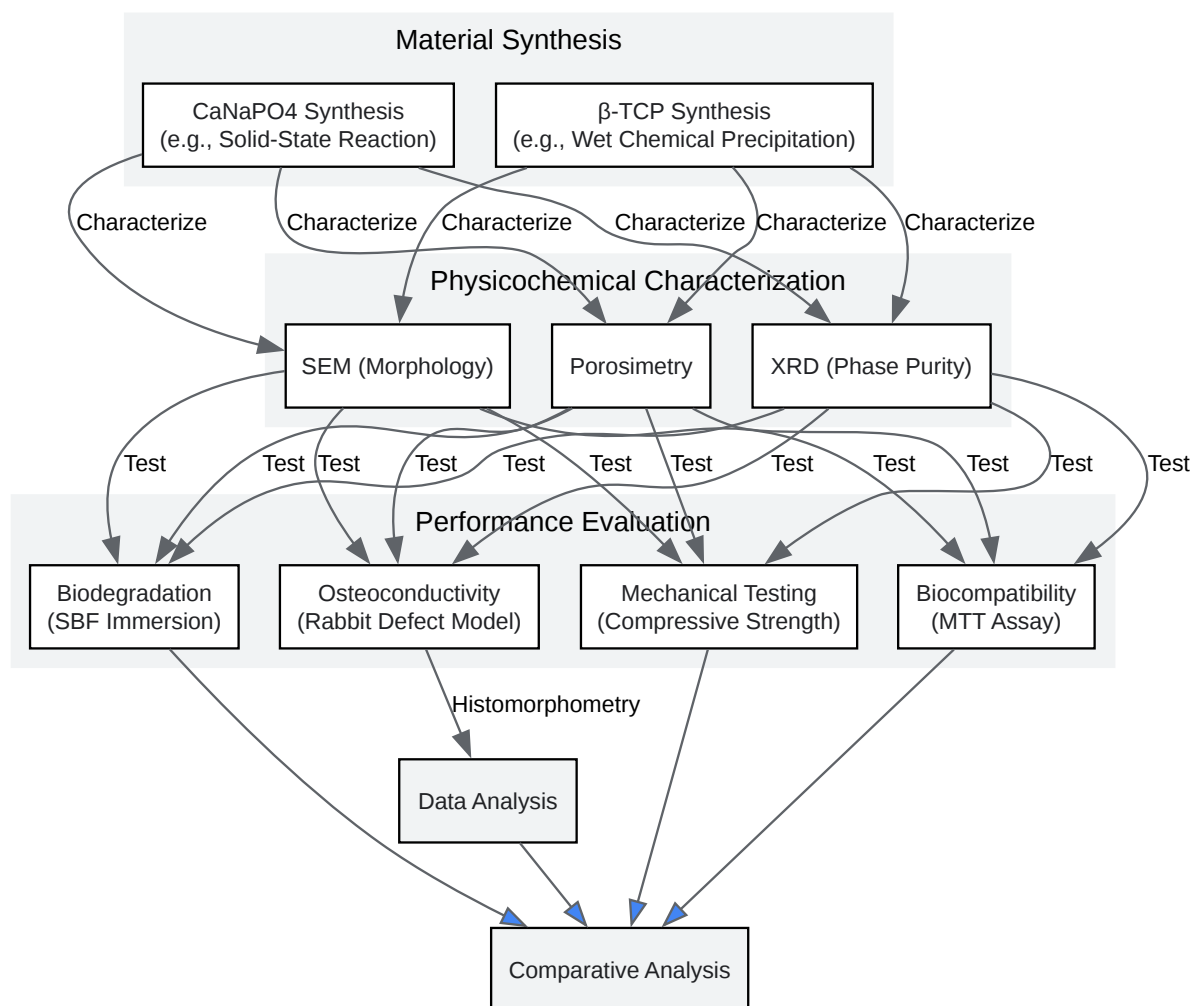 Material Synthesis
CaNaPO4 Synthesis
(e.g., Solid-State Reaction)
β-TCP Synthesis
(e.g., Wet Chemical Precipitation)
Characterize
Characterize
Characterize
Characterize
Characterize
Characterize
Physicochemical Characterization
SEM (Morphology)
Porosimetry
XRD (Phase Purity)
Test
Test
Test
Test
Test
Test
Test
Test
Test
Test
Test
Test
Performance Evaluation
Biodegradation
(SBF Immersion)
Osteoconductivity
(Rabbit Defect Model)
Mechanical Testing
(Compressive Strength)
Biocompatibility
(MTT Assay)
Histomorphometry
Data Analysis
Comparative Analysis